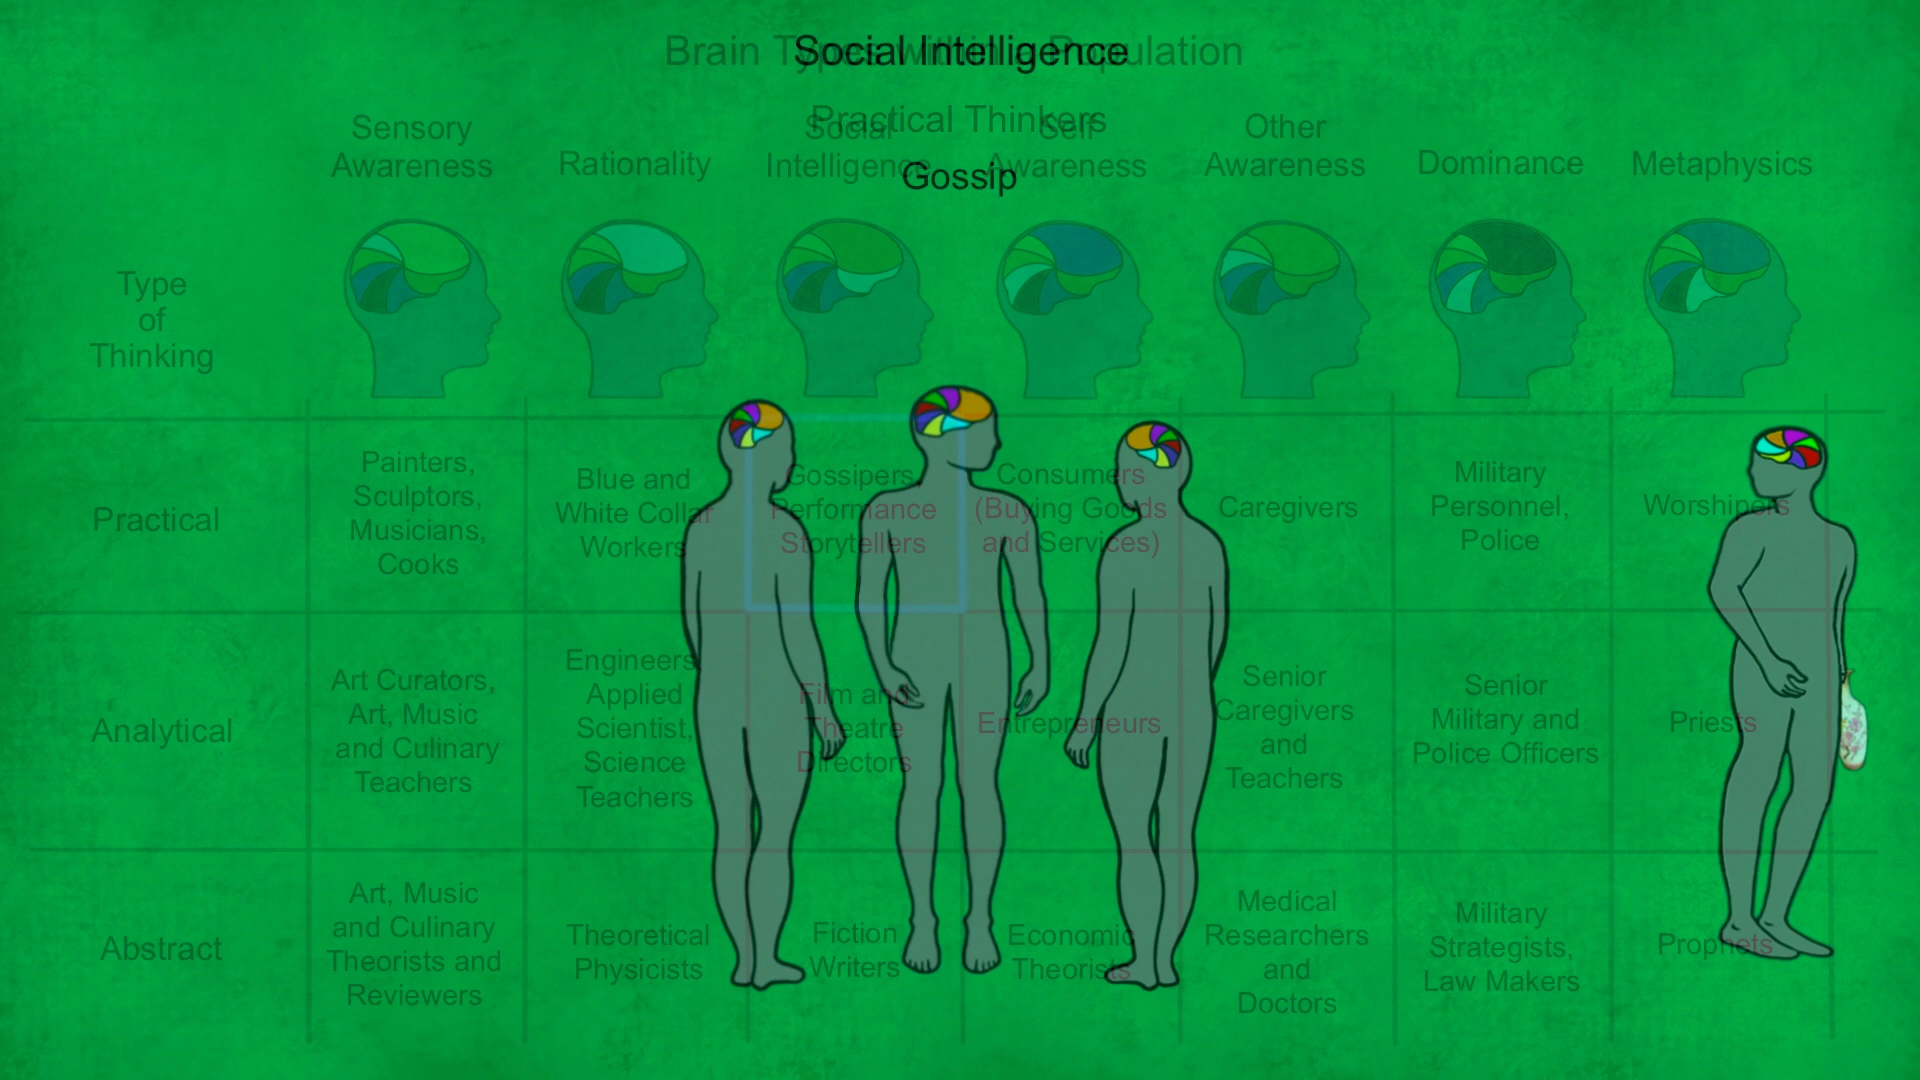 Brain Types within a Population
Social Intelligence
Practical Thinkers
Gossip
Sensory
Awareness
Rationality
Social
Intelligence
Self
Awareness
Other
Awareness
Dominance
Metaphysics
Type
of
Thinking
Practical
Painters,
Sculptors,
Musicians,
Cooks
Blue and
White Collar
Workers
Gossipers,
Performance
Storytellers
Consumers
(Buying Goods
and Services)
Caregivers
Military
Personnel,
Police
Worshipers
Analytical
Art Curators,
Art, Music
and Culinary
Teachers
Engineers,
Applied
Scientist,
Science
Teachers
Film and
Theatre
Directors
Entrepreneurs
Senior
Caregivers
and
Teachers
Senior
Military and
Police Officers
Priests
Abstract
Art, Music
and Culinary
Theorists and
Reviewers
Theoretical
Physicists
Fiction
Writers
Economic
Theorists
Medical
Researchers
and
Doctors
Military
Strategists,
Law Makers
Prophets